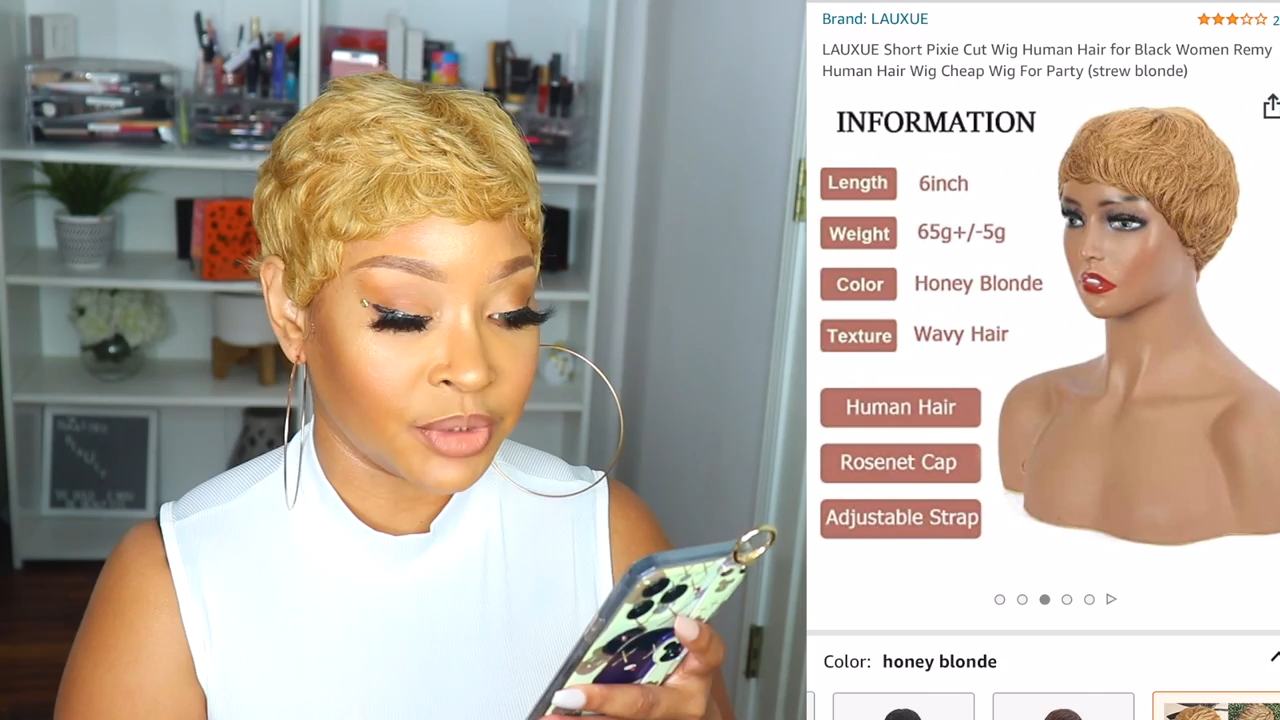 Brand: LAUXUE
2
LAUXUE Short Pixie Cut Wig Human Hair for Black Women Remy
Human Hair Wig Cheap Wig For Party (strew blonde)
INFORMATION
Length 6inch
Weight 65g+/-5g
Color Honey Blonde
Texture Wavy Hair
Human Hair
Rosenet Cap
Adjustable Strap
Color: honey blonde